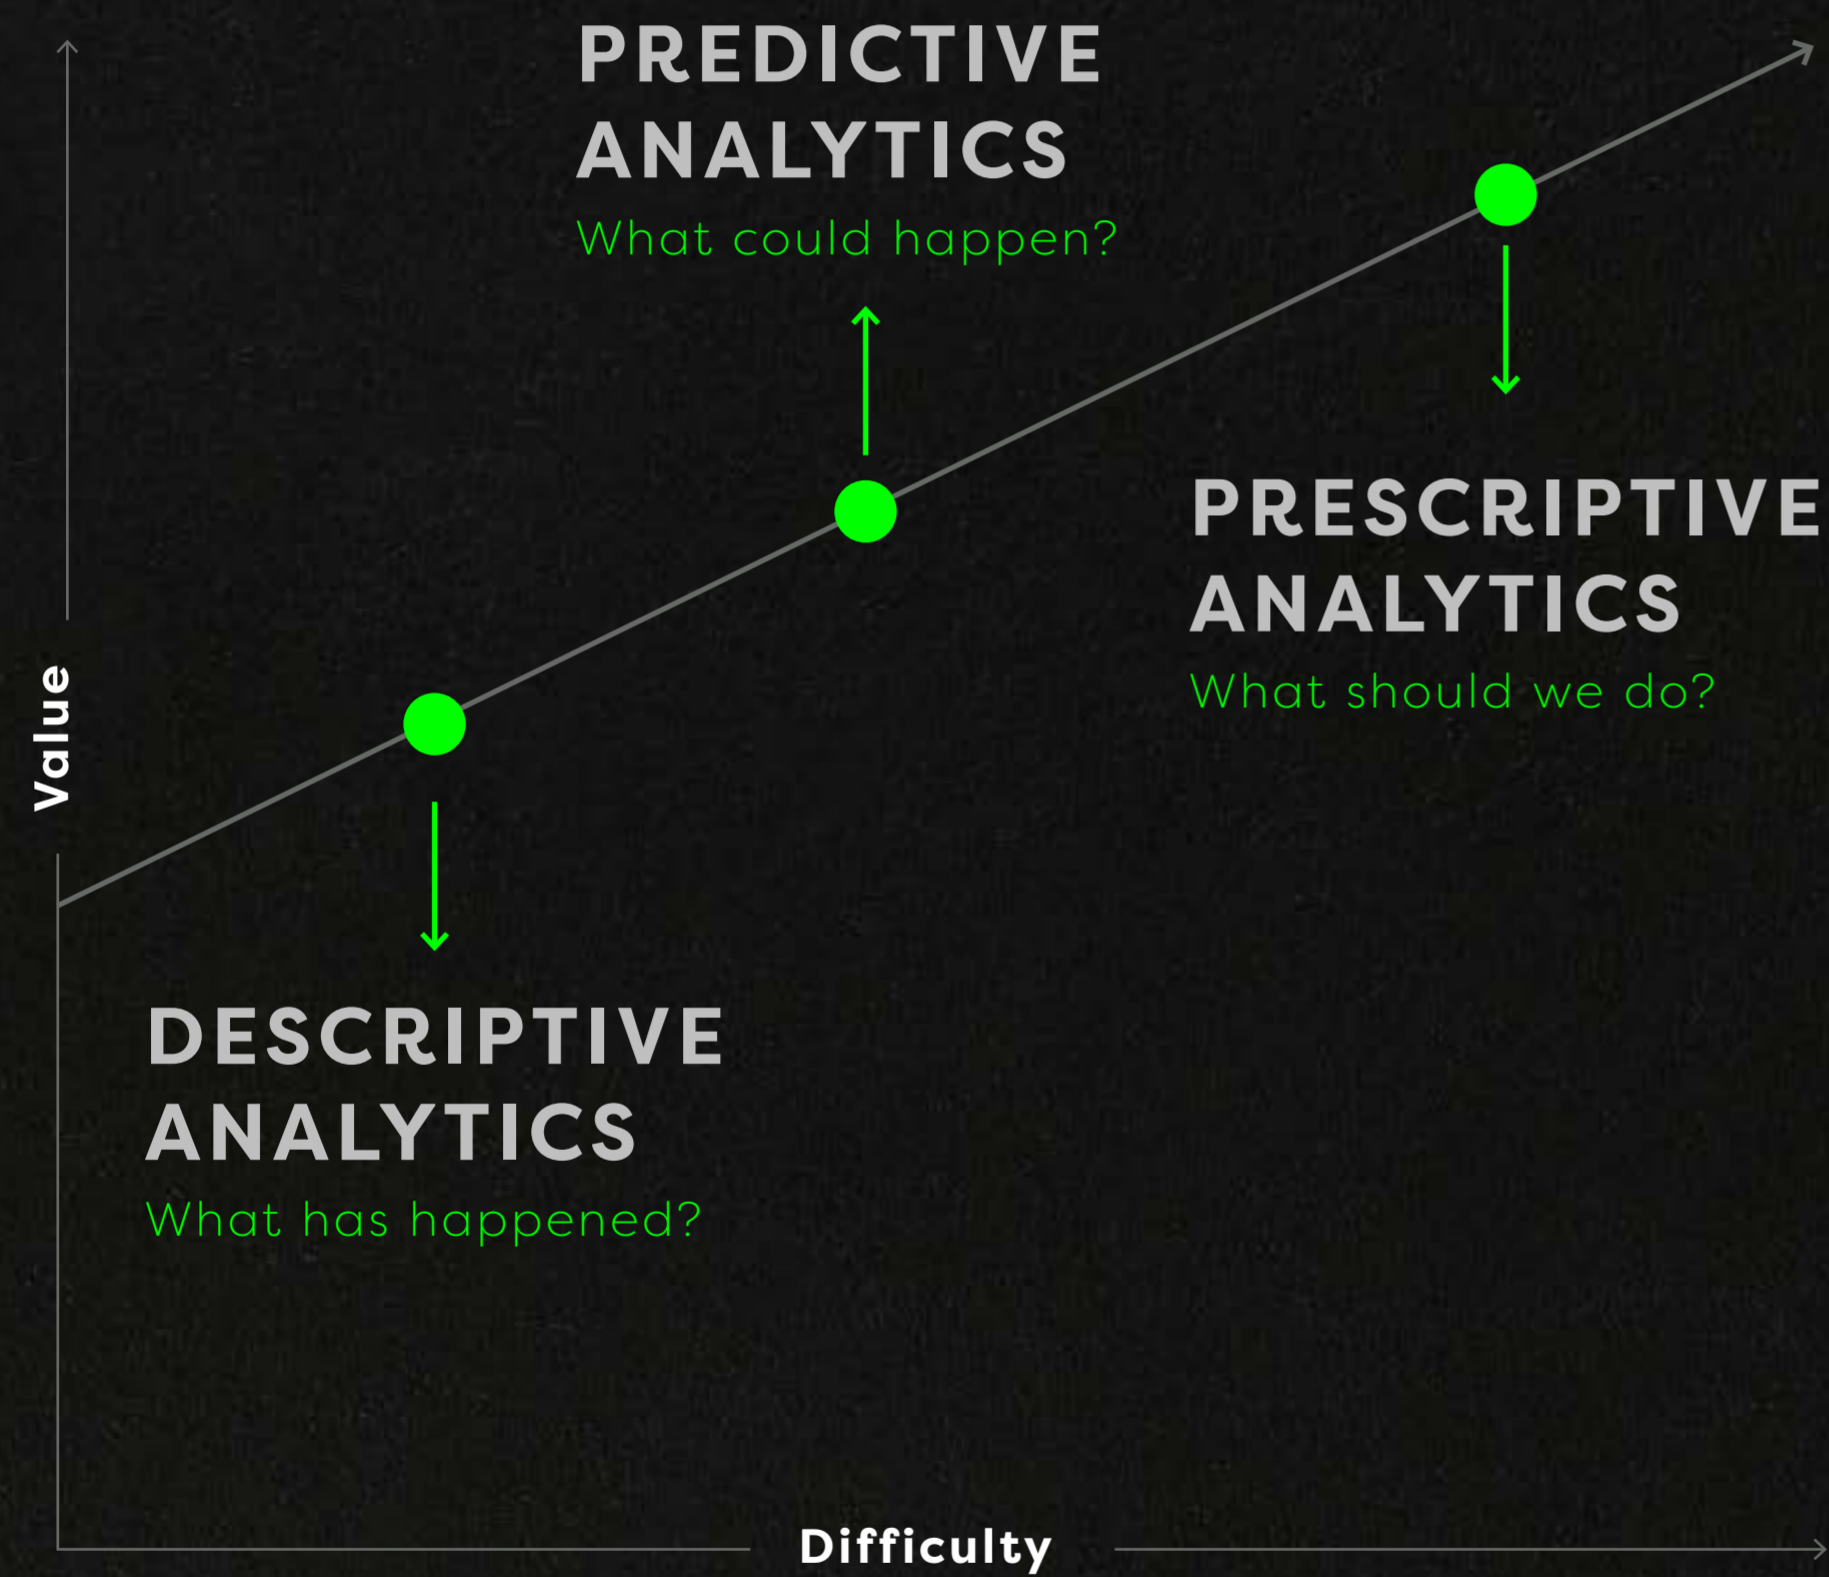 PREDICTIVE
ANALYTICS
What could happen?
PRESCRIPTIVE
ANALYTICS
What should we do?
Value
DESCRIPTIVE
ANALYTICS
What has happened?
Difficulty